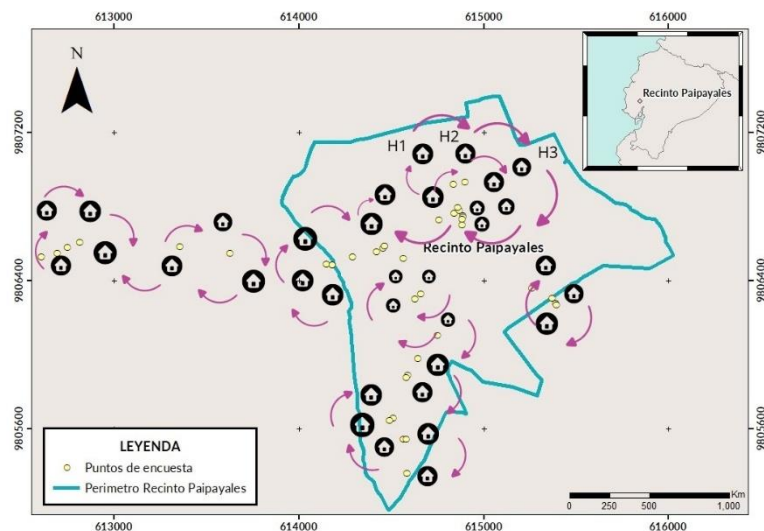 613000 614000 615000 616000
N
Recinto Paipayales
9807200
9807200
H1 H2 H3
Recinto Paipayales
9806400
9806400
9805600
9805600
LEYENDA
Puntos de encuesta
Perimetro Recinto Paipayales
Km
0 250 500 1,000
613000 614000 615000 616000